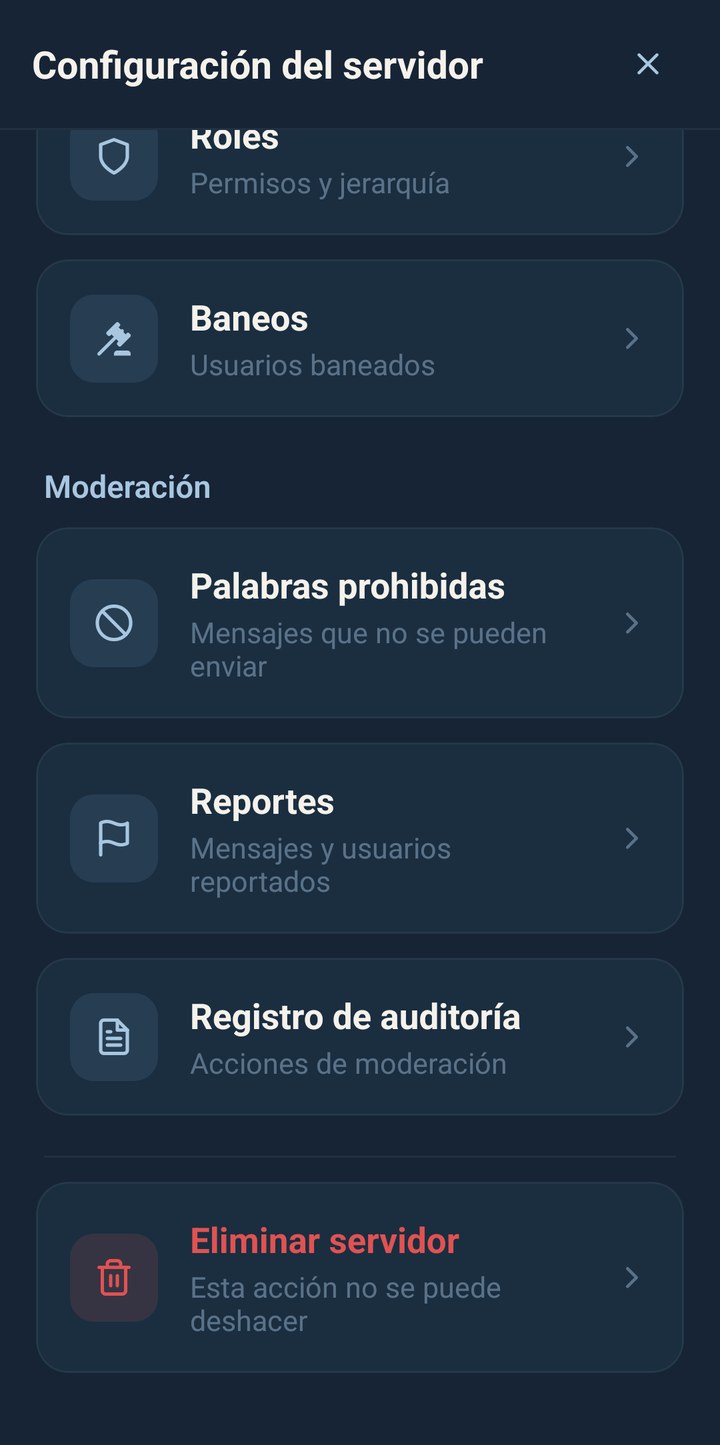 Configuración del servidor
Roles
Permisos y jerarquía
Baneos
Usuarios baneados
Moderación
Palabras prohibidas
Mensajes que no se pueden
enviar
Reportes
Mensajes y usuarios
reportados
Registro de auditoría
Acciones de moderación
Eliminar servidor
Esta acción no se puede
deshacer